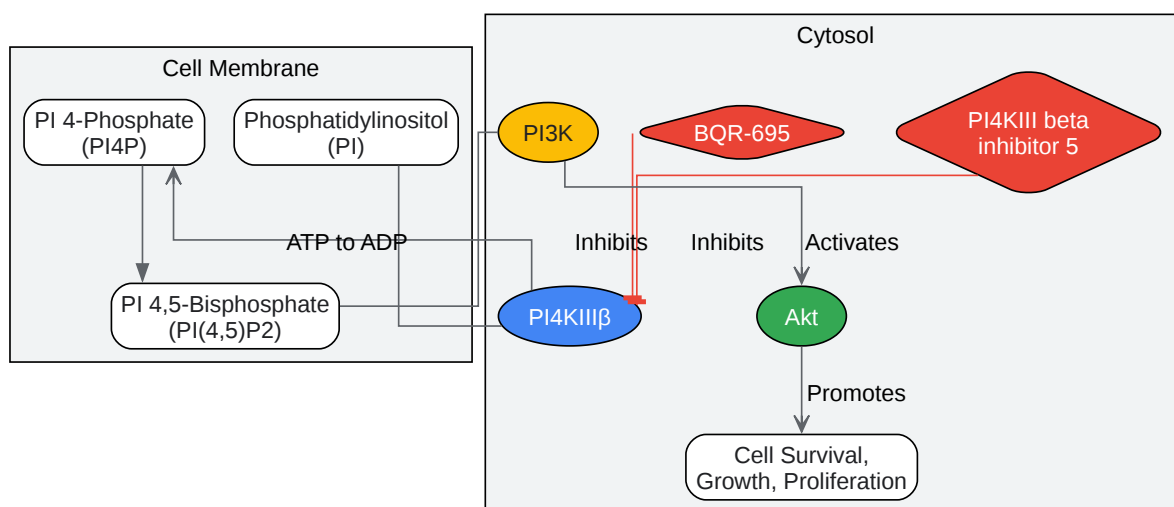 Cytosol
Cell Membrane
PI 4-Phosphate
(PI4P)
Phosphatidylinositol
(PI)
PI3K
BQR-695
PI4KIII beta
inhibitor 5
ATP to ADP
Inhibits
Inhibits
Activates
PI 4,5-Bisphosphate
(PI(4,5)P2)
PI4KIIIβ
Akt
Promotes
Cell Survival,
Growth, Proliferation